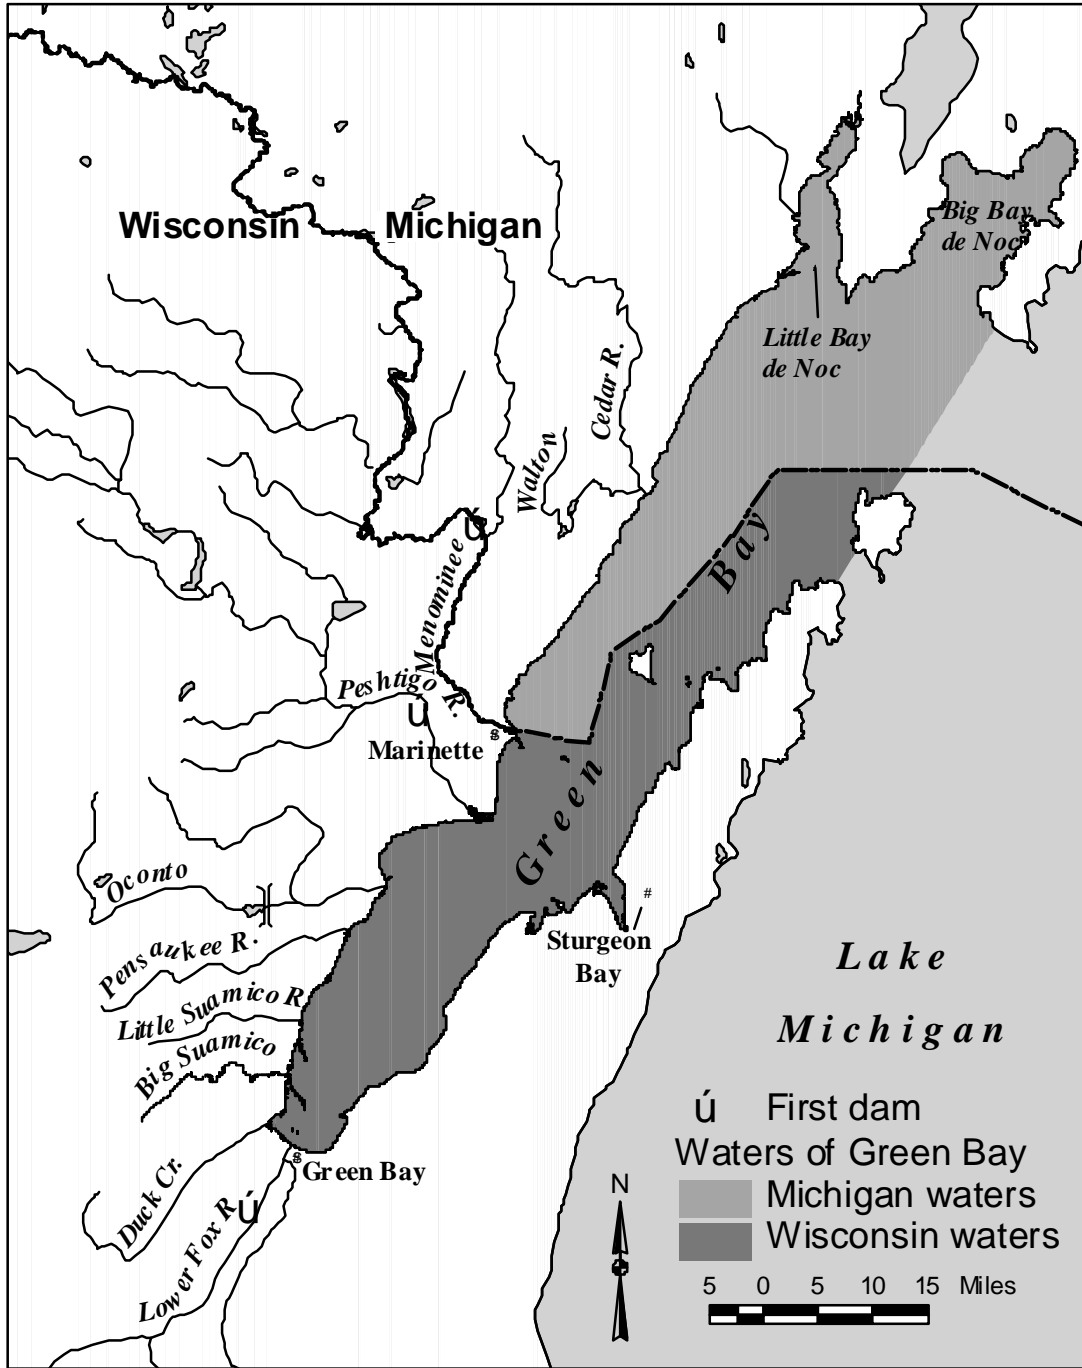 Wisconsin
Michigan
Big Bay
de Noc
Little Bay
de Noc
Cedar R.
Walton
ú
Menominee R.
Bay
Peshtigo
ú
Marinette
Green
Oconto
Sturgeon
Bay
#
Pensaukee R.
Little Suamico R.
Big Suamico
Lake
Michigan
Duck Cr.
Green Bay
Lower Fox R.
ú
ú First dam
Waters of Green Bay
Michigan waters
Wisconsin waters
N
5 0 5 10 15 Miles